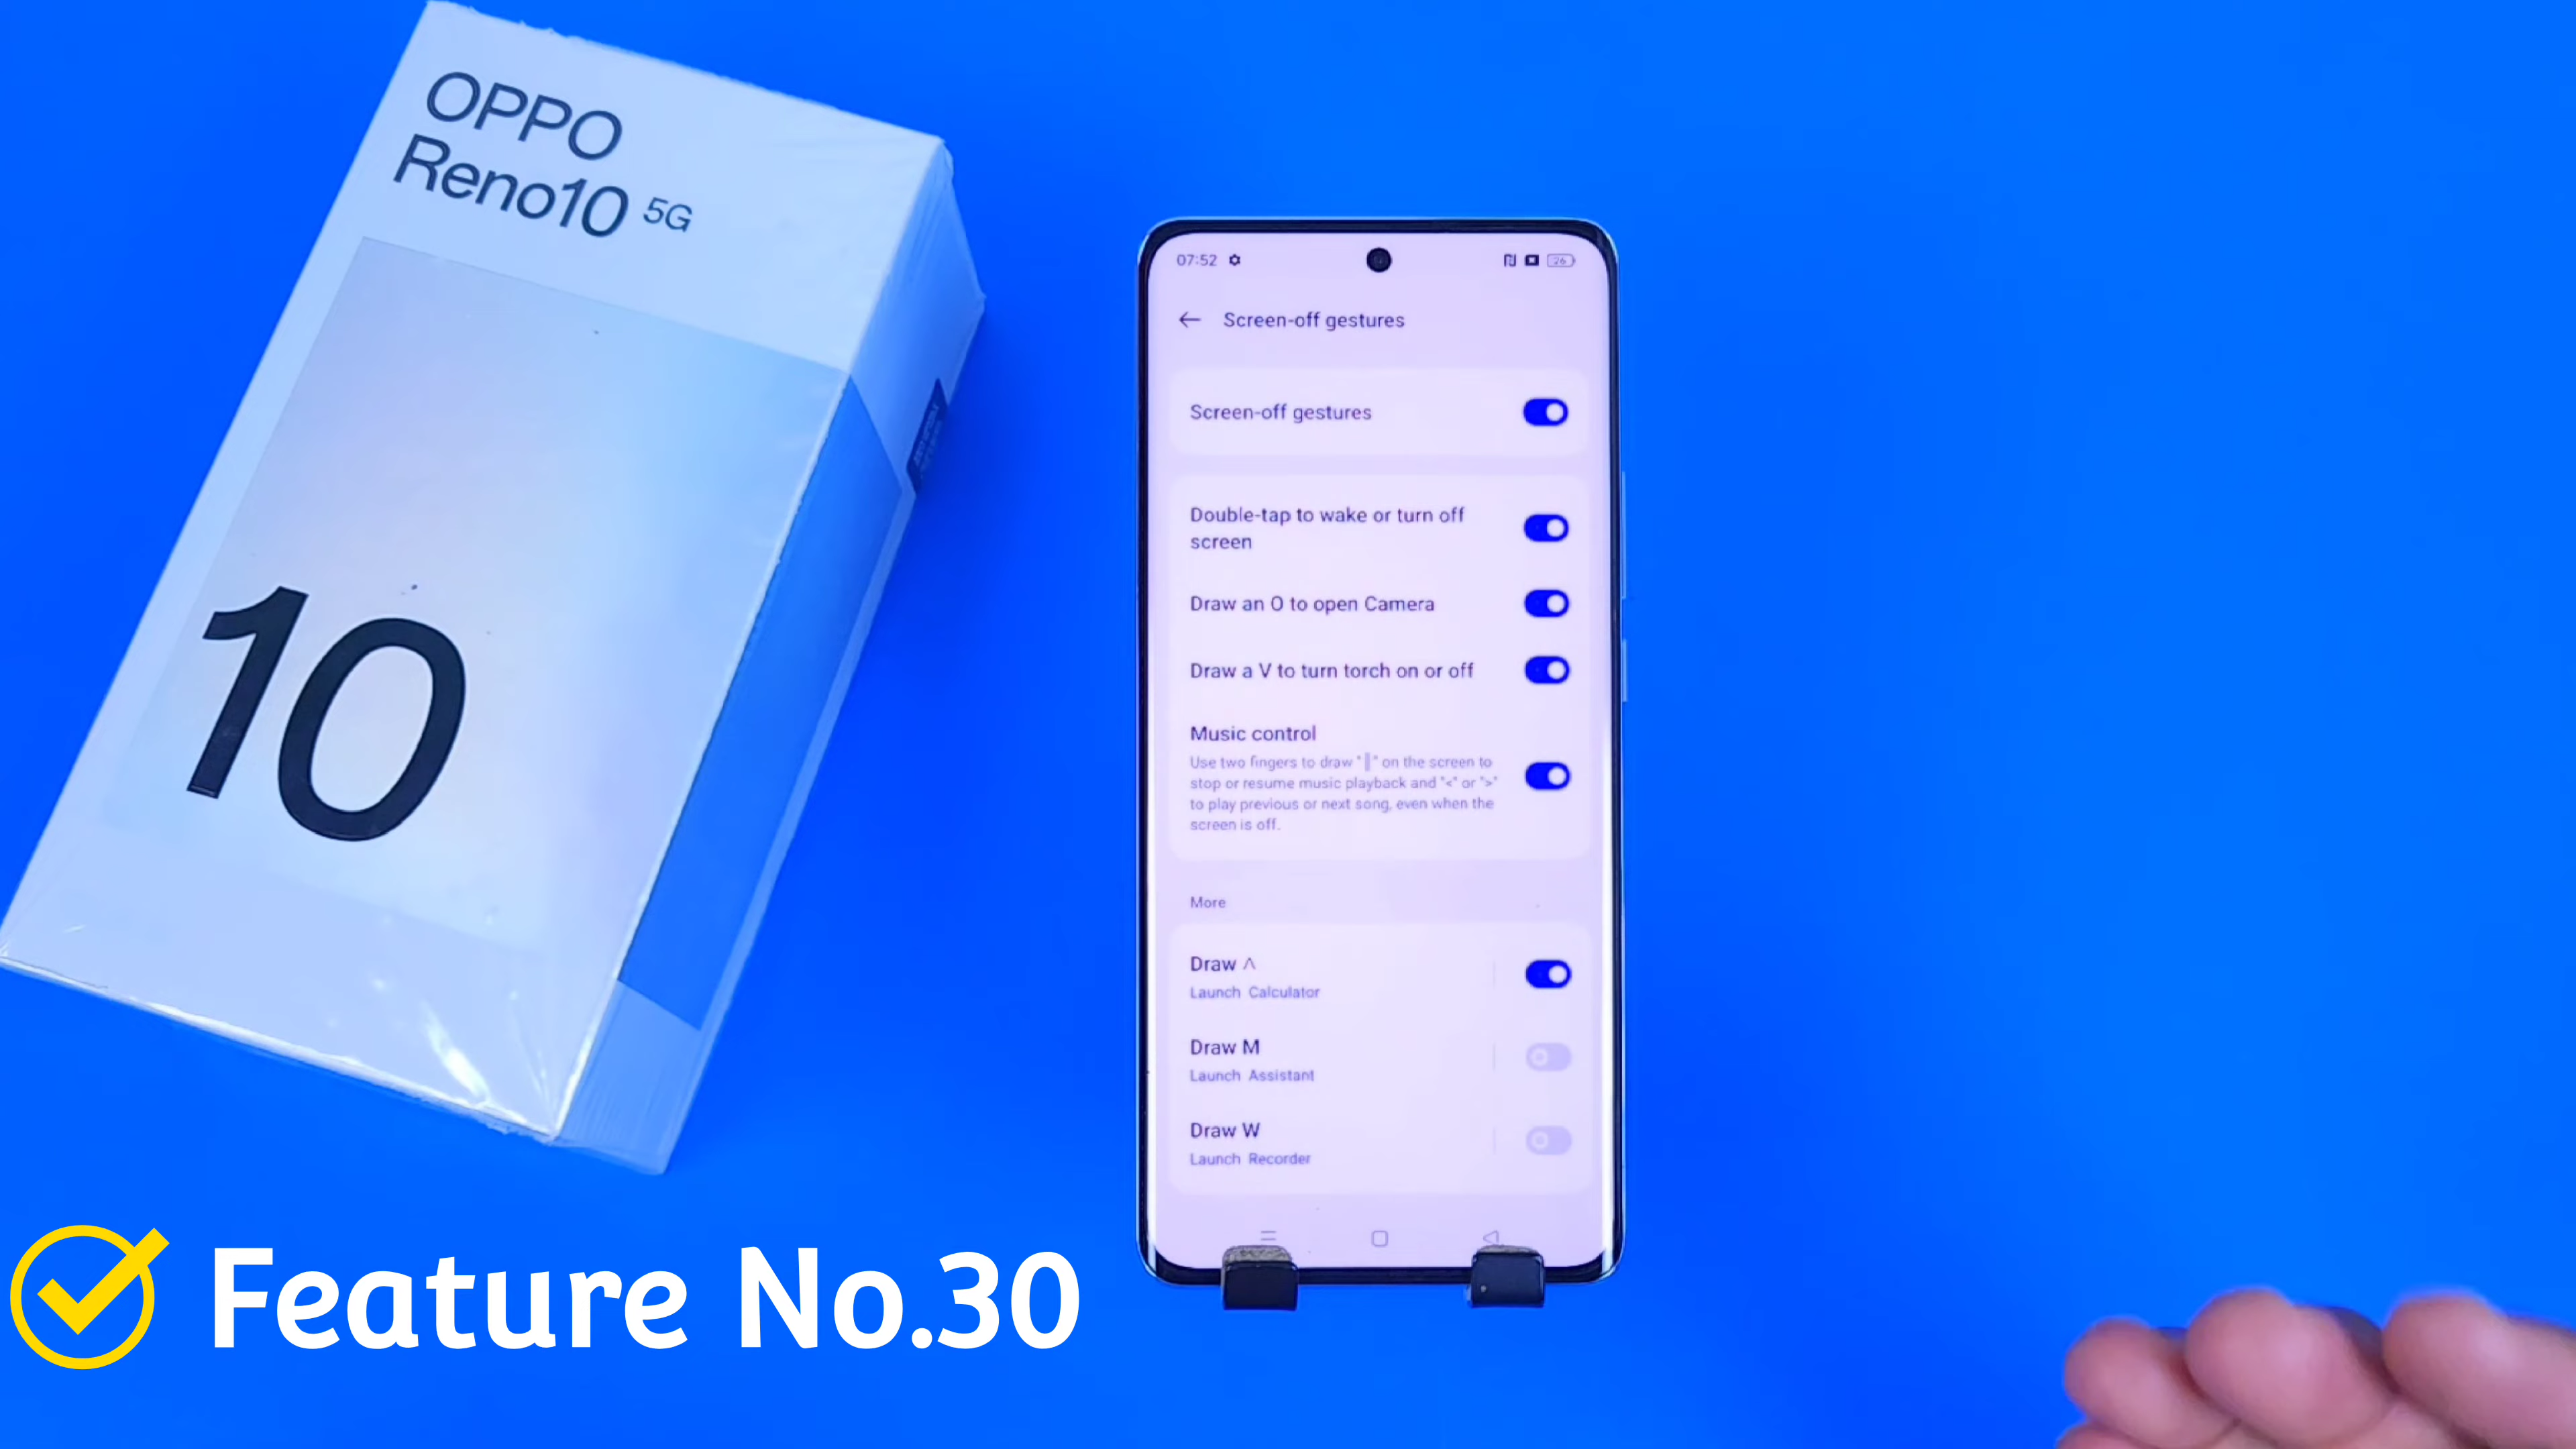 OPPO
Reno10 5G
10
07:52
26
Screen-off gestures
Screen-off gestures
Double-tap to wake or turn off
screen
Draw an O to open Camera
Draw a V to turn torch on or off
Music control
Use two fingers to draw "||" on the screen to
stop or resume music playback and "<" or ">"
to play previous or next song, even when the
screen is off.
More
Draw ∧
Launch Calculator
Draw M
Launch Assistant
Draw W
Launch Recorder
Feature No.30